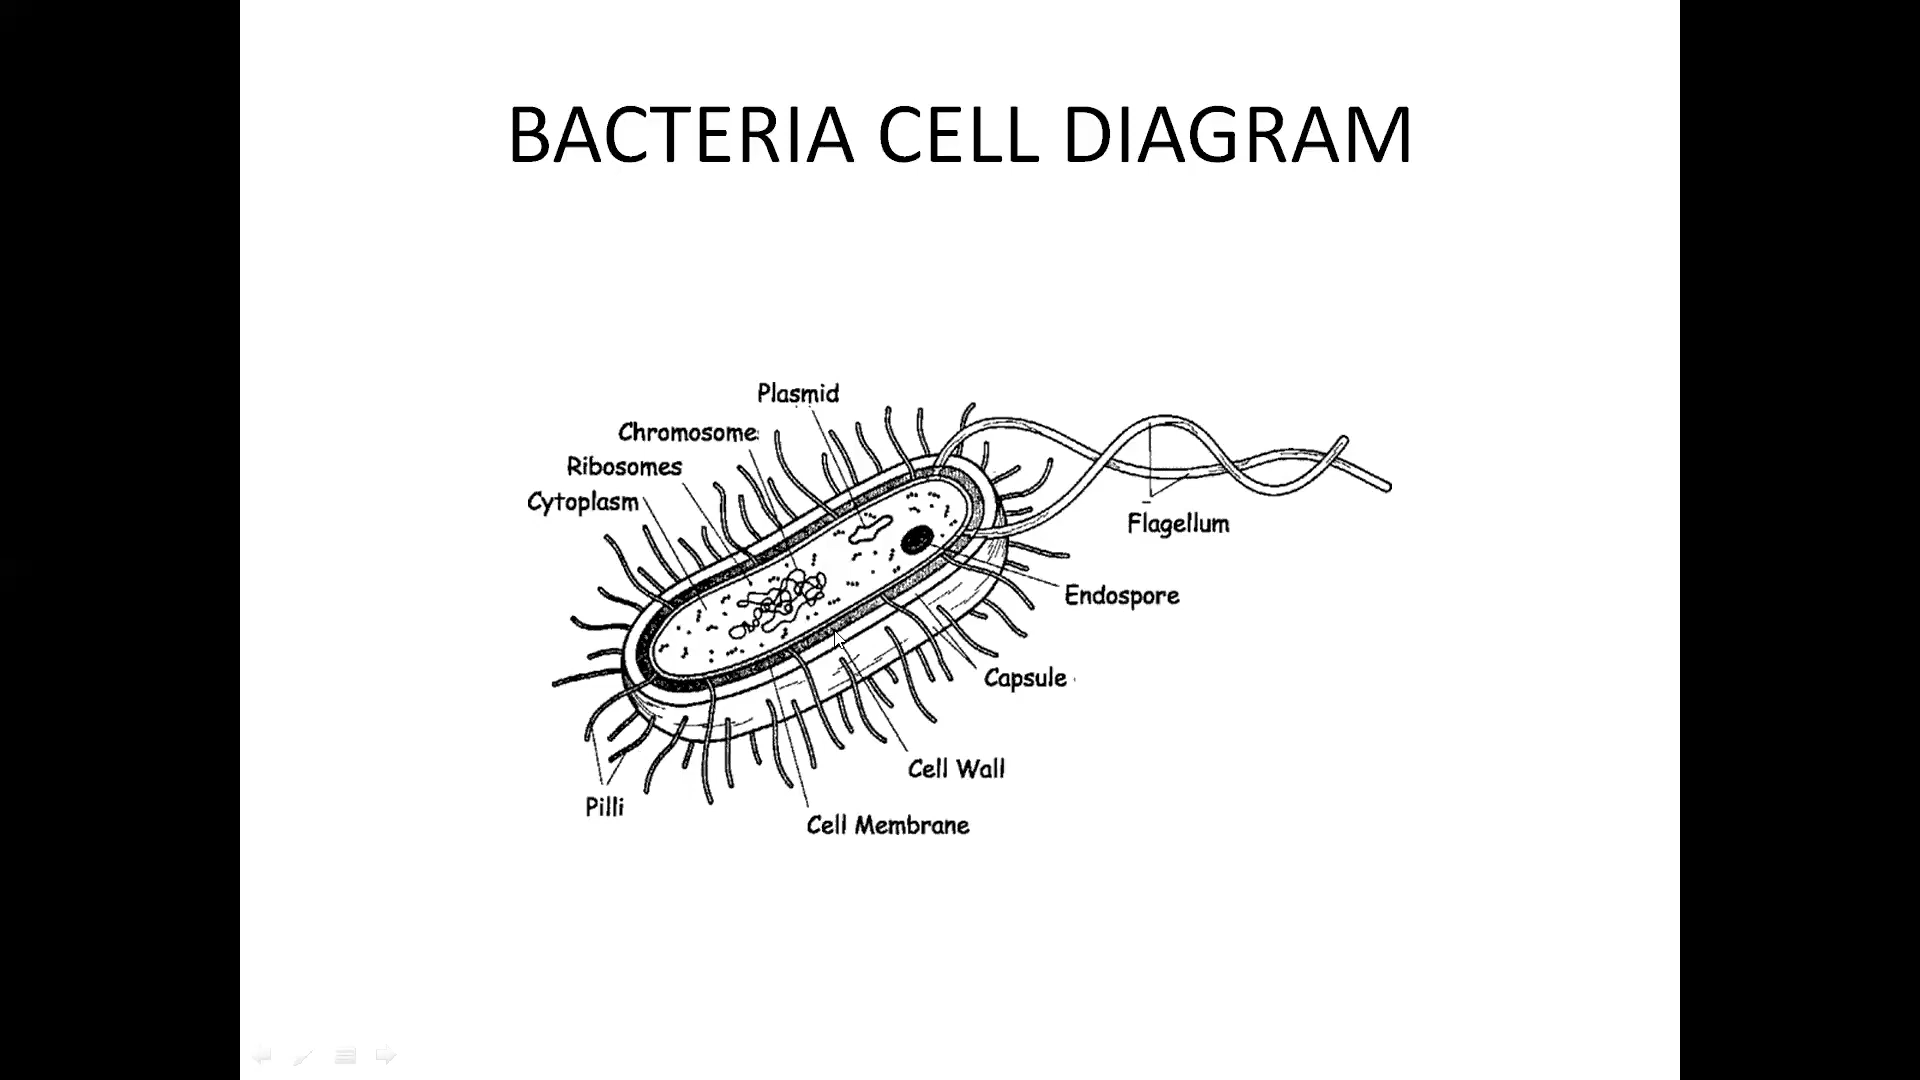 BACTERIA CELL DIAGRAM
Plasmid
Chromosome
Ribosomes
Cytoplasm
Flagellum
Endospore
Capsule
Cell Wall
Pilli
Cell Membrane